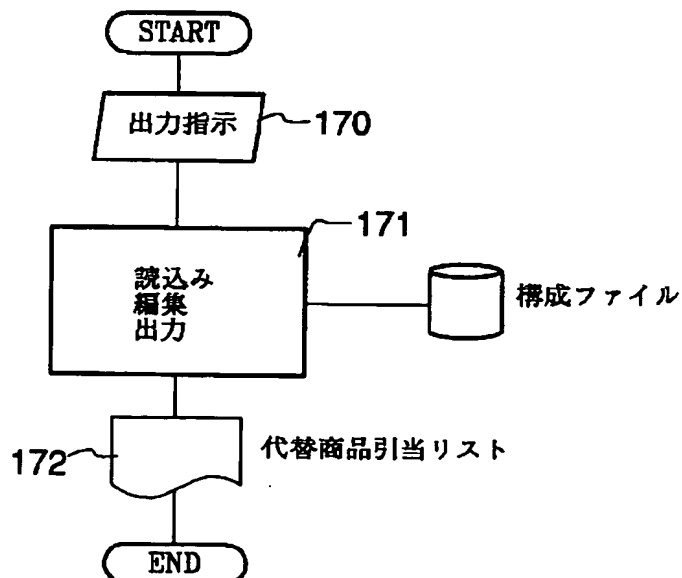 START
出力指示
170
171
読込み
編集
出力
構成ファイル
172
代替商品引当リスト
END